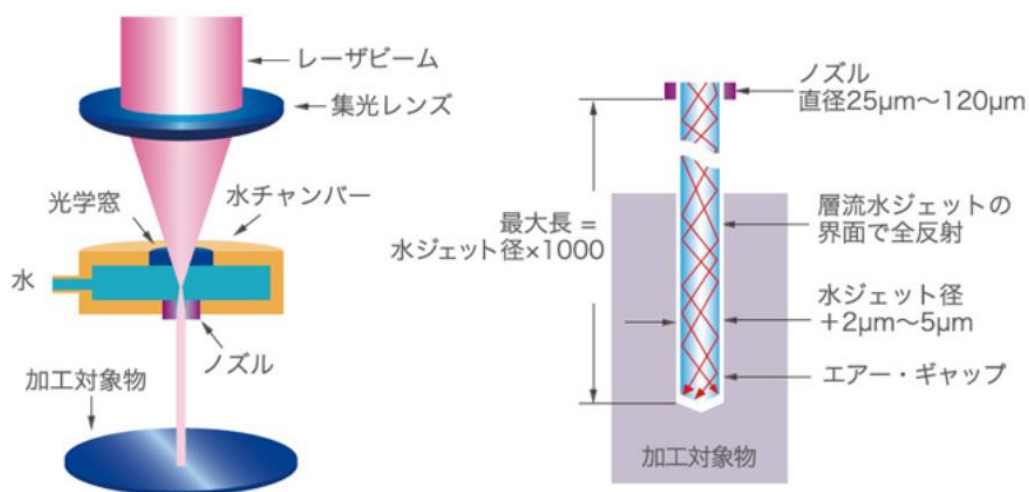 レーザビーム
集光レンズ
光学窓
水チャンバー
水
ノズル
加工対象物
ノズル
直径25μm～120μm
最大長 =
水ジェット径×1000
層流水ジェットの
界面で全反射
水ジェット径
＋2μm～5μm
エアー・ギャップ
加工対象物